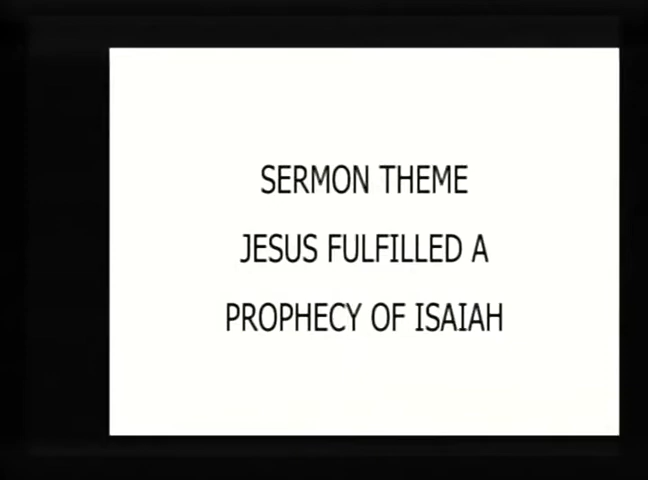 SERMON THEME
JESUS FULFILLED A
PROPHECY OF ISAIAH